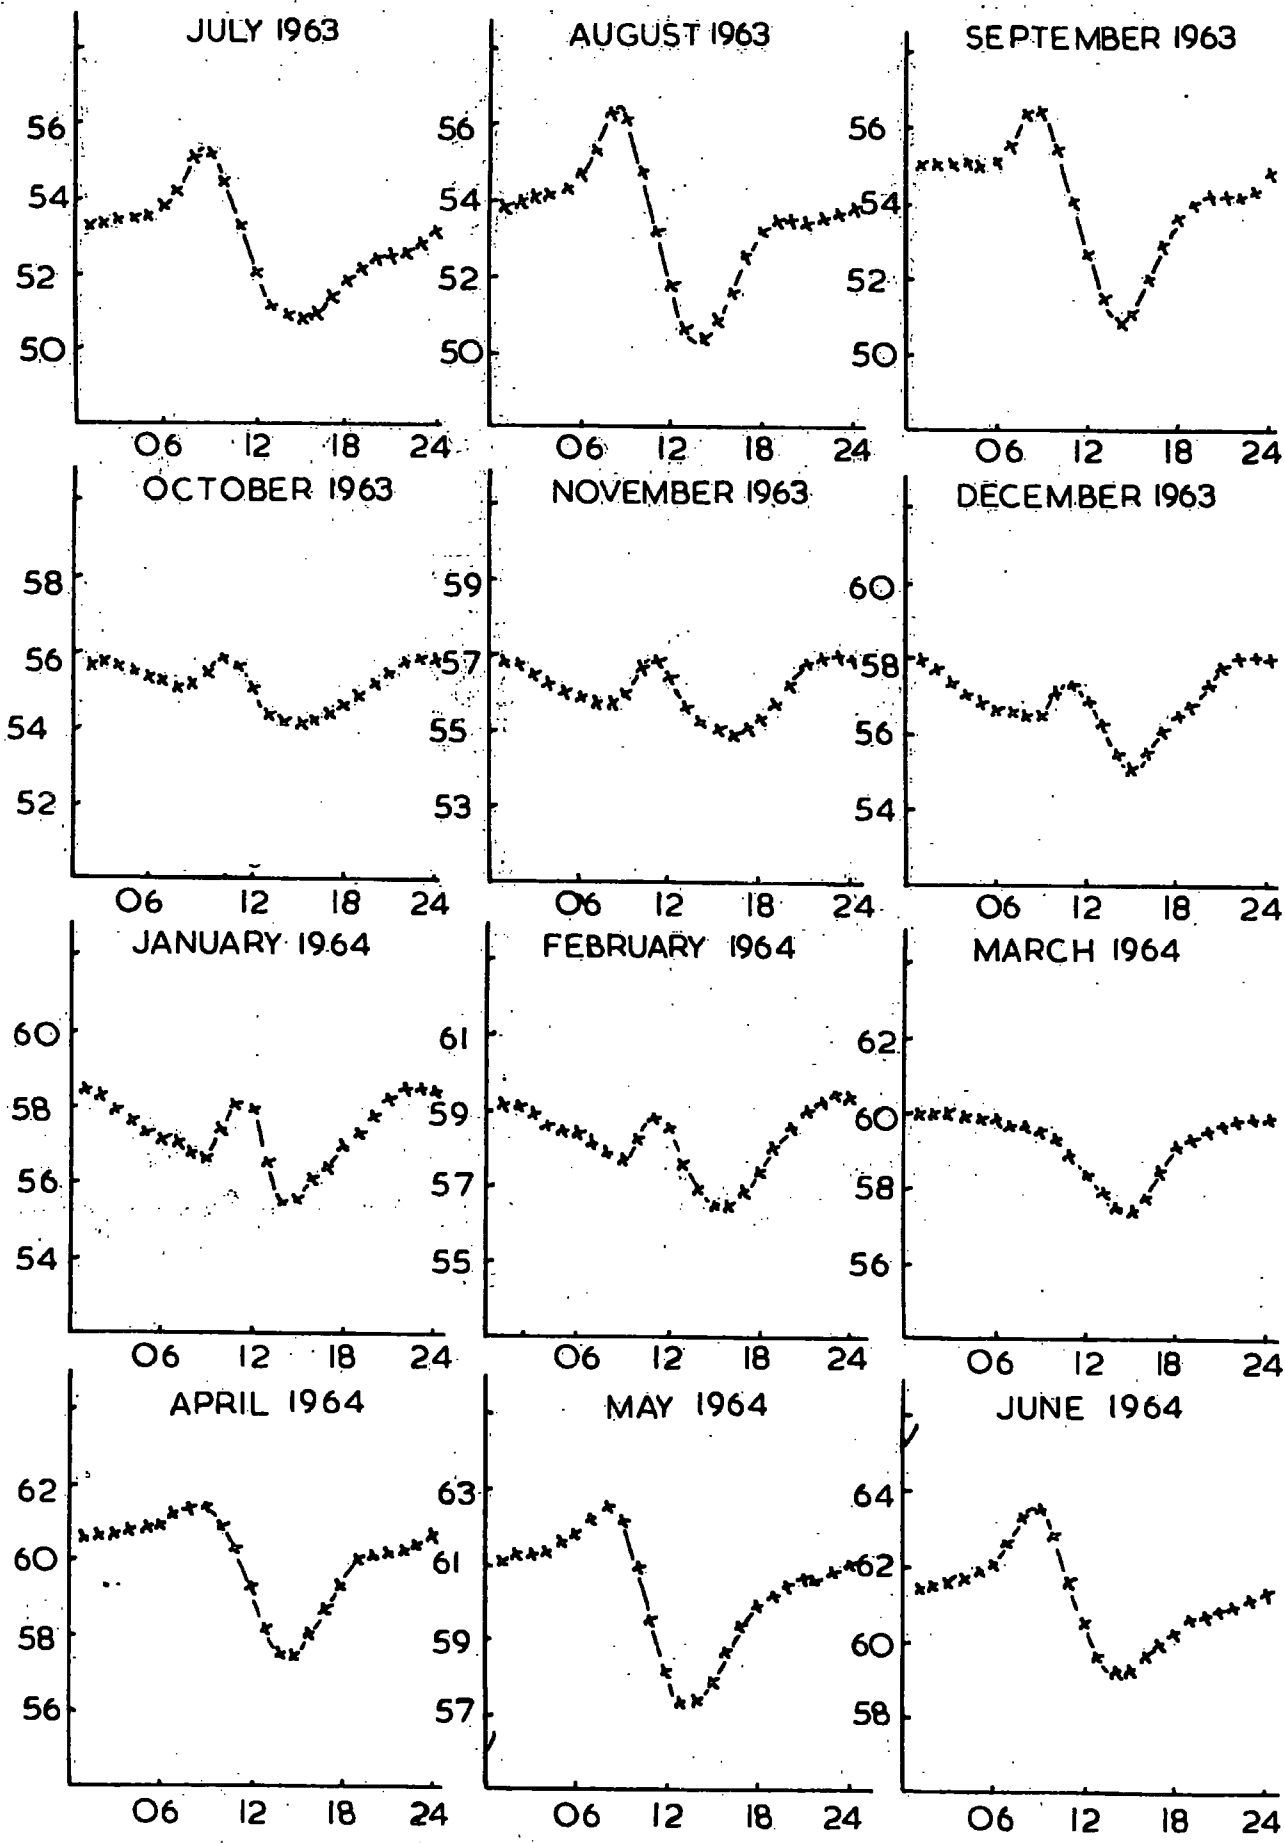 JULY 1963
56
54
52
50
06 12 18 24
AUGUST 1963
56
54
52
50
06 12 18 24
SEPTEMBER 1963
56
54
52
50
06 12 18 24
OCTOBER 1963
58
56
54
52
06 12 18 24
NOVEMBER 1963
59
57
55
53
06 12 18 24
DECEMBER 1963
60
58
56
54
06 12 18 24
JANUARY 1964
60
58
56
54
06 12 18 24
FEBRUARY 1964
61
59
57
55
06 12 18 24
MARCH 1964
62
60
58
56
06 12 18 24
APRIL 1964
62
60
58
56
06 12 18 24
MAY 1964
63
61
59
57
06 12 18 24
JUNE 1964
64
62
60
58
06 12 18 24